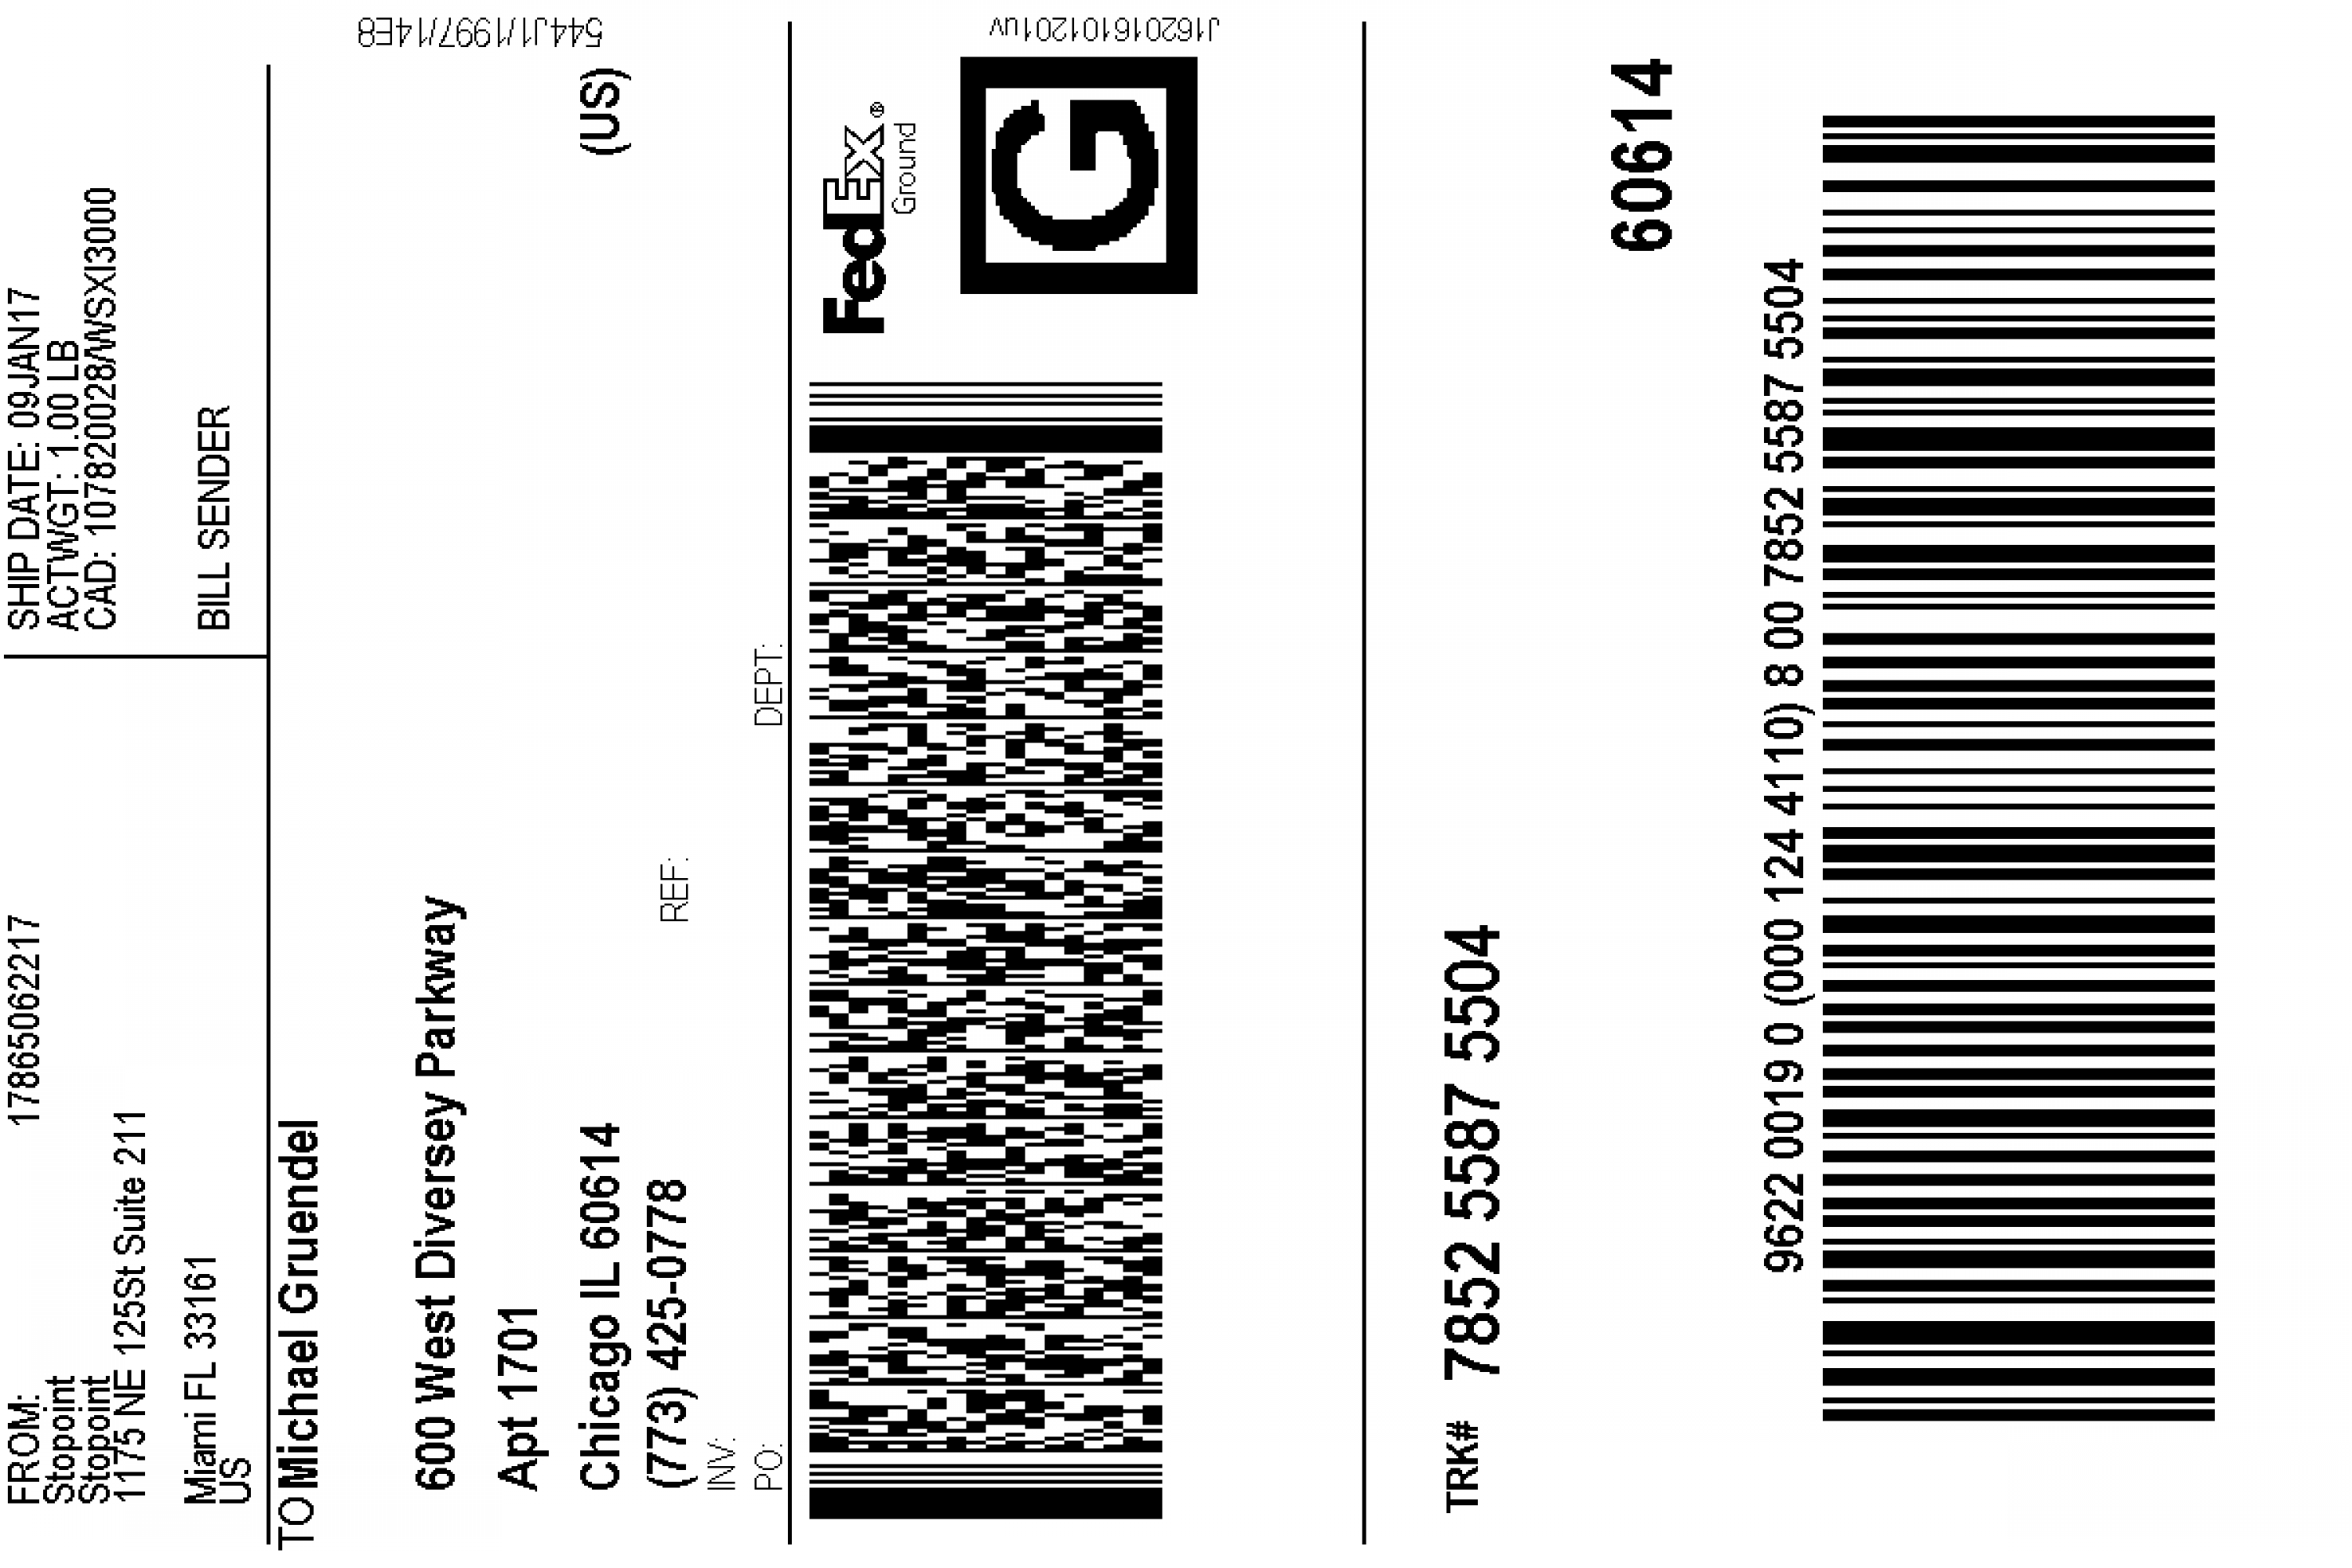 FROM: 178650 62217
Stopoint
Stopoint
1175 NE 125St Suite 211
Miami FL 33161
US
SHIP DATE: 09JAN17
ACTWGT: 1.00 LB
CAD: 107820028/WSXI3000
BILL SENDER
TO Michael Gruendel
600 West Diversey Parkway
Apt 1701
Chicago IL 60614 (US)
(773) 425-0778
REF:
INV:
PO: DEPT:
544J1/1997/14E8
FedEx®
Ground
G
J162016101201uv
TRK# 7852 5587 5504
60614
9622 0019 0 (000 124 4110) 8 00 7852 5587 5504